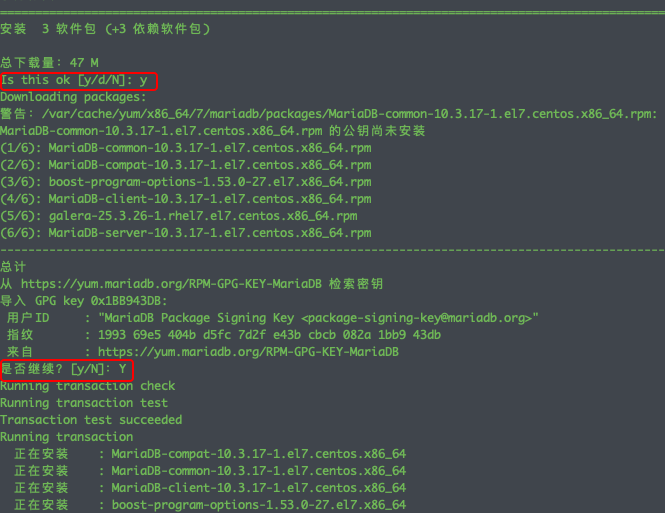 安装  3 软件包 (+3 依赖软件包)
总下载量：47 M
Is this ok [y/d/N]: y
Downloading packages:
警告：/var/cache/yum/x86_64/7/mariadb/packages/MariaDB-common-10.3.17-1.el7.centos.x86_64.rpm:
MariaDB-common-10.3.17-1.el7.centos.x86_64.rpm 的公钥尚未安装
(1/6): MariaDB-common-10.3.17-1.el7.centos.x86_64.rpm
(2/6): MariaDB-compat-10.3.17-1.el7.centos.x86_64.rpm
(3/6): boost-program-options-1.53.0-27.el7.x86_64.rpm
(4/6): MariaDB-client-10.3.17-1.el7.centos.x86_64.rpm
(5/6): galera-25.3.26-1.rhel7.el7.centos.x86_64.rpm
(6/6): MariaDB-server-10.3.17-1.el7.centos.x86_64.rpm
总计
从 https://yum.mariadb.org/RPM-GPG-KEY-MariaDB 检索密钥
导入 GPG key 0x1BB943DB:
用户ID     : "MariaDB Package Signing Key <package-signing-key@mariadb.org>"
指纹       : 1993 69e5 404b d5fc 7d2f e43b cbcb 082a 1bb9 43db
来自       : https://yum.mariadb.org/RPM-GPG-KEY-MariaDB
是否继续？[y/N]：Y
Running transaction check
Running transaction test
Transaction test succeeded
Running transaction
正在安装    : MariaDB-compat-10.3.17-1.el7.centos.x86_64
正在安装    : MariaDB-common-10.3.17-1.el7.centos.x86_64
正在安装    : MariaDB-client-10.3.17-1.el7.centos.x86_64
正在安装    : boost-program-options-1.53.0-27.el7.x86_64